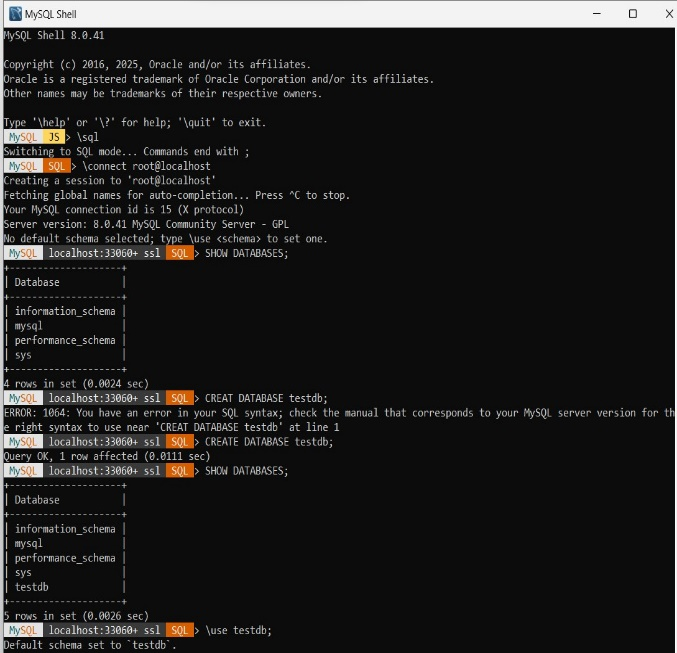 MySQL Shell
MySQL Shell 8.0.41
Copyright (c) 2016, 2025, Oracle and/or its affiliates.
Oracle is a registered trademark of Oracle Corporation and/or its affiliates.
Other names may be trademarks of their respective owners.
Type '\help' or '\?' for help; '\quit' to exit.
MySQL JS > \sql
Switching to SQL mode... Commands end with ;
MySQL SQL > \connect root@localhost
Creating a session to 'root@localhost'
Fetching global names for auto-completion... Press ^C to stop.
Your MySQL connection id is 15 (X protocol)
Server version: 8.0.41 MySQL Community Server - GPL
No default schema selected; type \use <schema> to set one.
MySQL localhost:33060+ ssl SQL > SHOW DATABASES;
+--------------------+
| Database           |
+--------------------+
| information_schema |
| mysql              |
| performance_schema |
| sys                |
+--------------------+
4 rows in set (0.0024 sec)
MySQL localhost:33060+ ssl SQL > CREAT DATABASE testdb;
ERROR: 1064: You have an error in your SQL syntax; check the manual that corresponds to your MySQL server version for th
e right syntax to use near 'CREAT DATABASE testdb' at line 1
MySQL localhost:33060+ ssl SQL > CREATE DATABASE testdb;
Query OK, 1 row affected (0.0111 sec)
MySQL localhost:33060+ ssl SQL > SHOW DATABASES;
+--------------------+
| Database           |
+--------------------+
| information_schema |
| mysql              |
| performance_schema |
| sys                |
| testdb             |
+--------------------+
5 rows in set (0.0026 sec)
MySQL localhost:33060+ ssl SQL > \use testdb;
Default schema set to `testdb`.